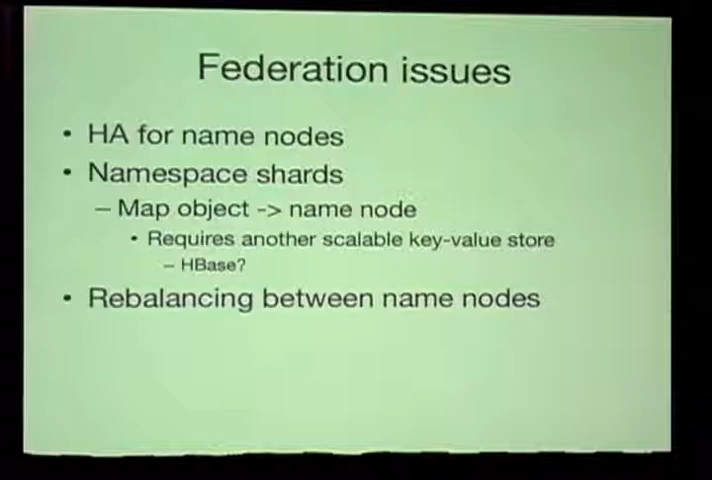 Federation issues
• HA for name nodes
• Namespace shards
– Map object -> name node
• Requires another scalable key-value store
– HBase?
• Rebalancing between name nodes